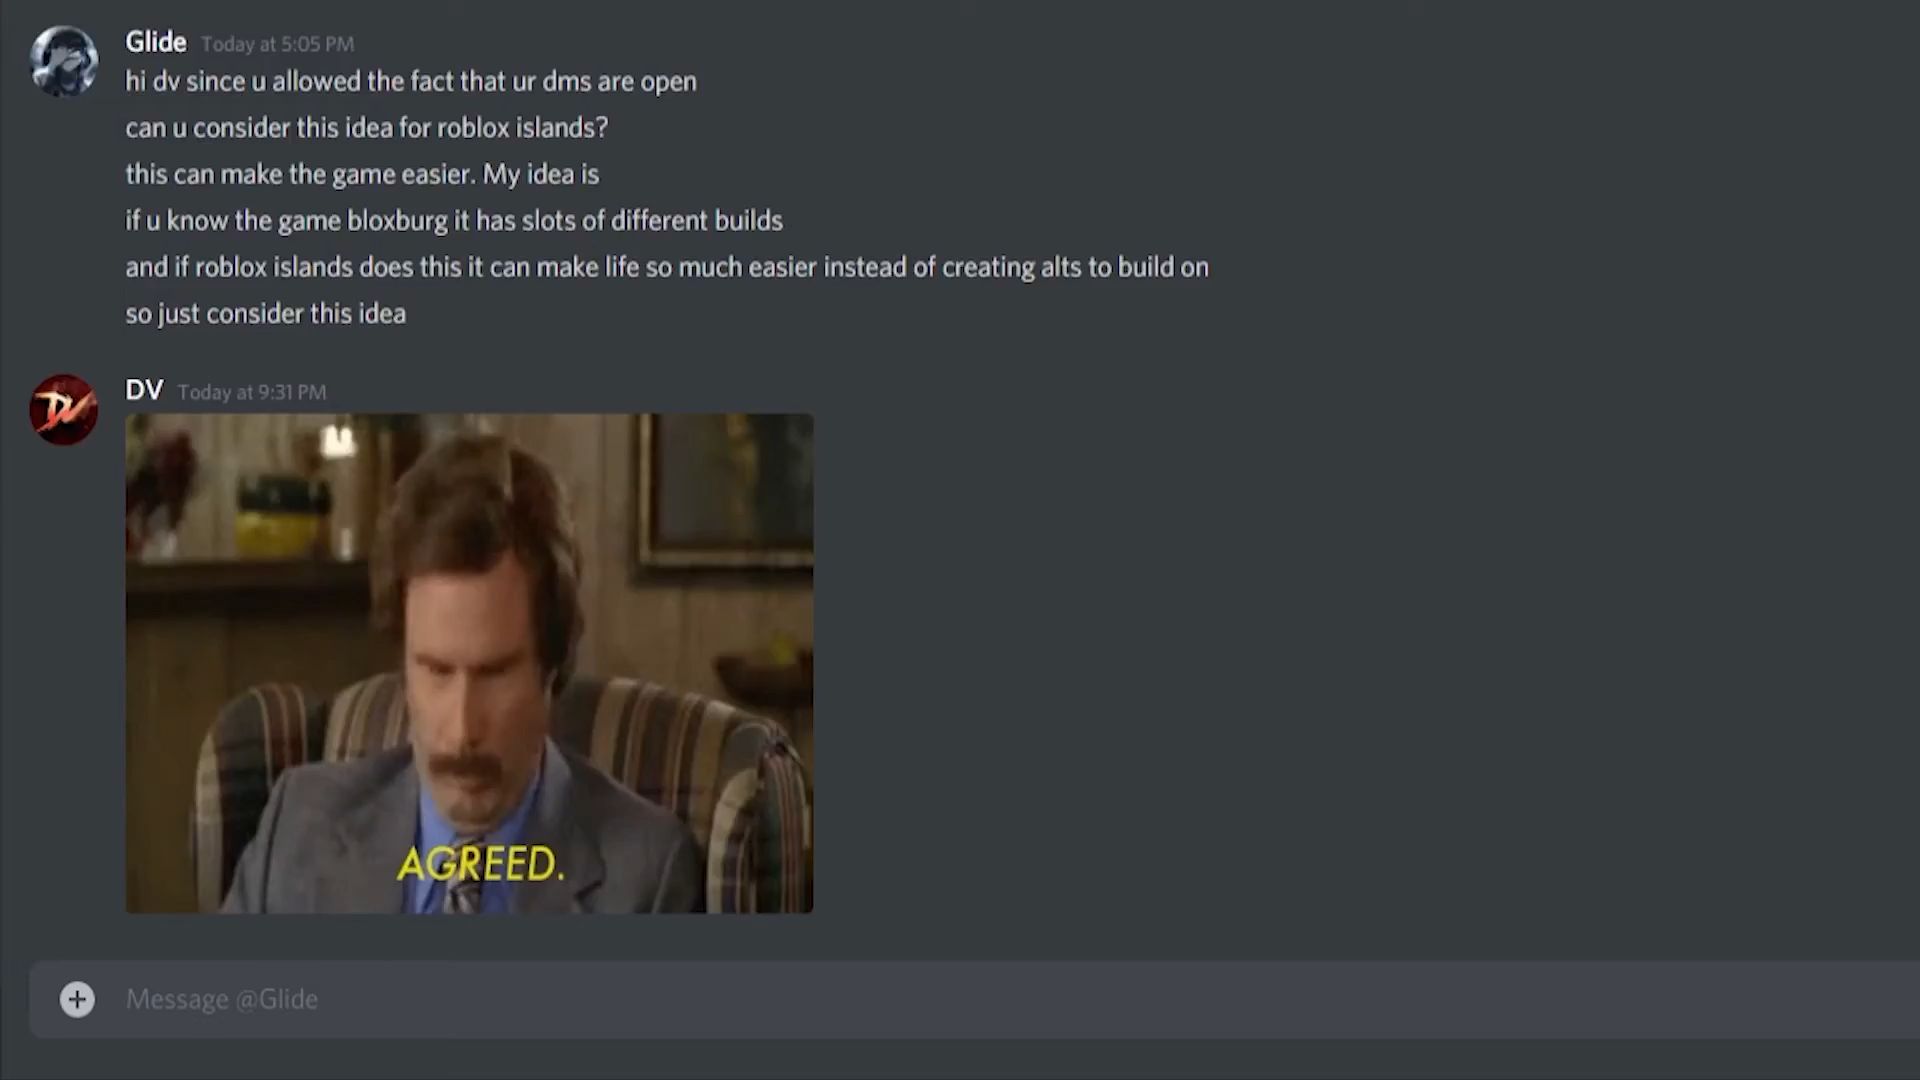 Glide Today at 5:05 PM
hi dv since u allowed the fact that ur dms are open
can u consider this idea for roblox islands?
this can make the game easier. My idea is
if u know the game bloxburg it has slots of different builds
and if roblox islands does this it can make life so much easier instead of creating alts to build on
so just consider this idea
DV Today at 9:31 PM
DV
AGREED.
Message @Glide